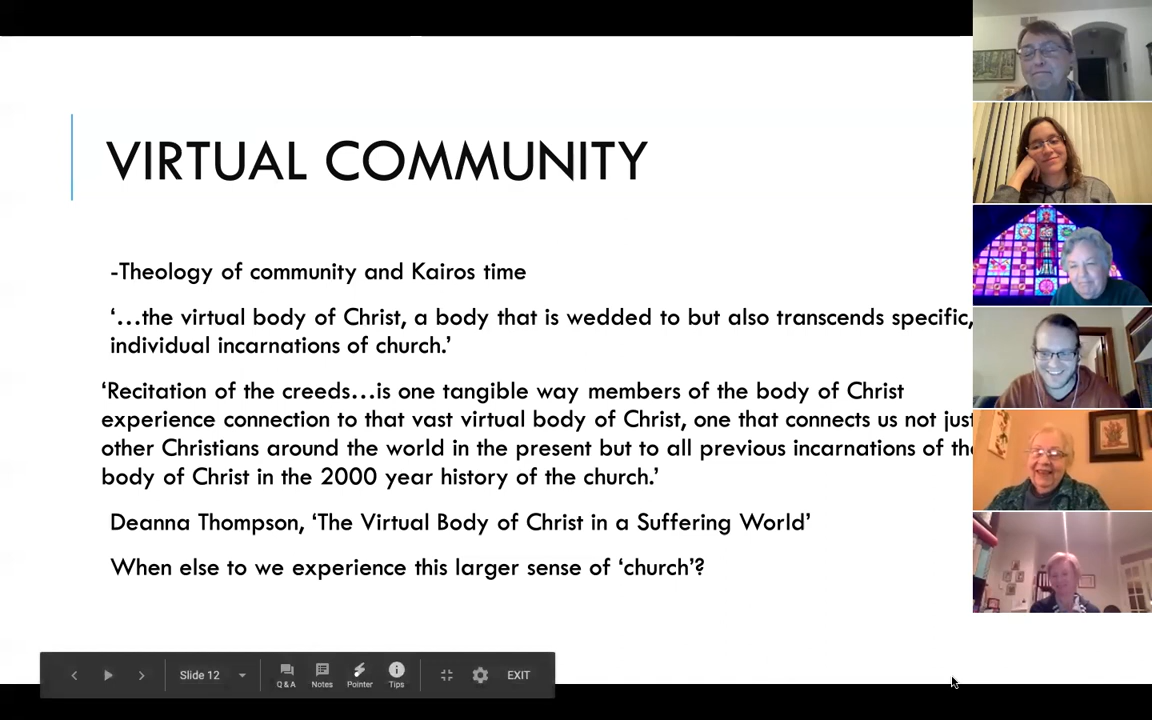 VIRTUAL COMMUNITY
-Theology of community and Kairos time
‘…the virtual body of Christ, a body that is wedded to but also transcends specific,
individual incarnations of church.’
‘Recitation of the creeds…is one tangible way members of the body of Christ
experience connection to that vast virtual body of Christ, one that connects us not just
other Christians around the world in the present but to all previous incarnations of the
body of Christ in the 2000 year history of the church.’
Deanna Thompson, ‘The Virtual Body of Christ in a Suffering World’
When else to we experience this larger sense of ‘church’?
Slide 12
Q & A
Notes
Pointer
Tips
EXIT